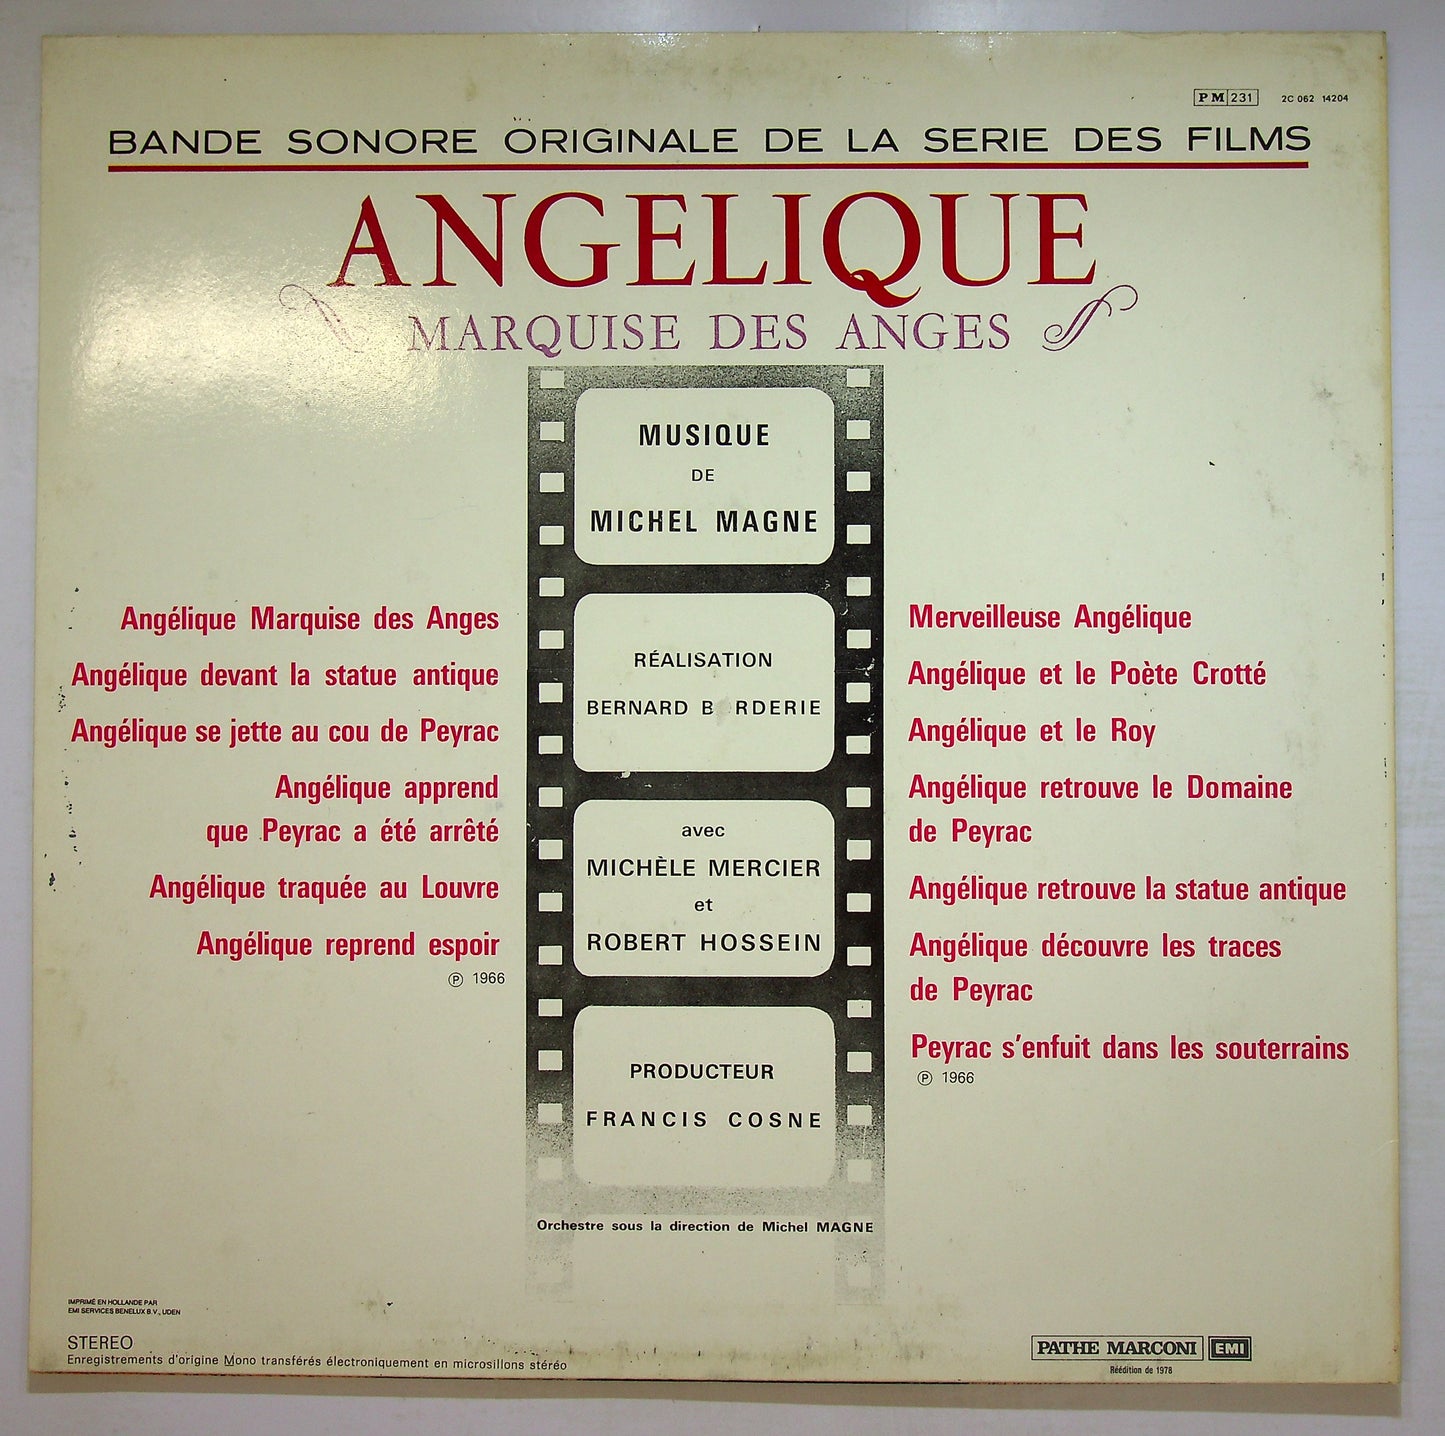 PM 231 2C 062 14204
BANDE SONORE ORIGINALE DE LA SERIE DES FILMS
ANGELIQUE
MARQUISE DES ANGES
MUSIQUE
DE
MICHEL MAGNE
RÉALISATION
BERNARD B RDERIE
avec
MICHÈLE MERCIER
et
ROBERT HOSSEIN
PRODUCTEUR
FRANCIS COSNE
Orchestre sous la direction de Michel MAGNE
Angélique Marquise des Anges
Angélique devant la statue antique
Angélique se jette au cou de Peyrac
Angélique apprend
que Peyrac a été arrêté
Angélique traquée au Louvre
Angélique reprend espoir
℗ 1966
Merveilleuse Angélique
Angélique et le Poète Crotté
Angélique et le Roy
Angélique retrouve le Domaine
de Peyrac
Angélique retrouve la statue antique
Angélique découvre les traces
de Peyrac
Peyrac s'enfuit dans les souterrains
℗ 1966
IMPRIMÉ EN HOLLANDE PAR
EMI SERVICES BENELUX B.V., UDEN
STEREO
Enregistrements d'origine Mono transférés électroniquement en microsillons stéréo
PATHE MARCONI EMI
Réédition de 1978